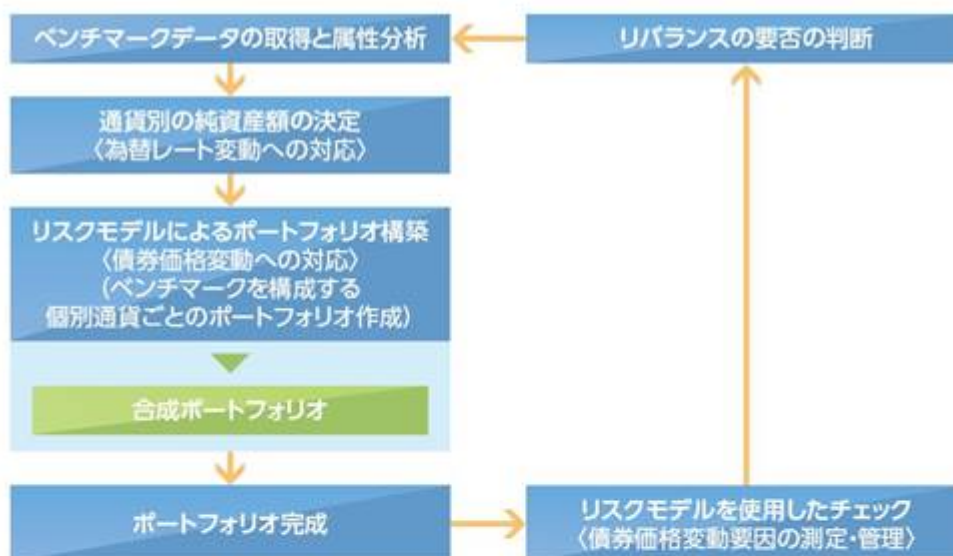 ベンチマークデータの取得と属性分析
リバランスの要否の判断
通貨別の純資産額の決定
〈為替レート変動への対応〉
リスクモデルによるポートフォリオ構築
〈債券価格変動への対応〉
(ベンチマークを構成する
個別通貨ごとのポートフォリオ作成)
合成ポートフォリオ
ポートフォリオ完成
リスクモデルを使用したチェック
〈債券価格変動要因の測定・管理〉